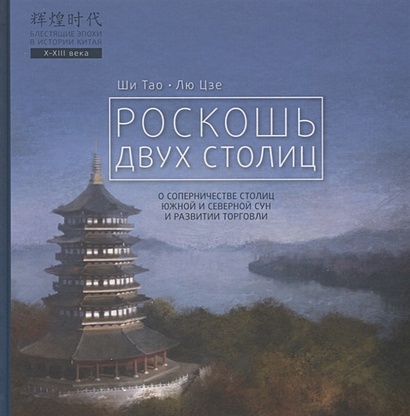 辉煌时代
БЛЕСТЯЩИЕ ЭПОХИ
В ИСТОРИИ КИТАЯ
X-XIII века
Ши Тао • Лю Цзе
РОСКОШЬ
ДВУХ СТОЛИЦ
О СОПЕРНИЧЕСТВЕ СТОЛИЦ
ЮЖНОЙ И СЕВЕРНОЙ СУН
И РАЗВИТИИ ТОРГОВЛИ